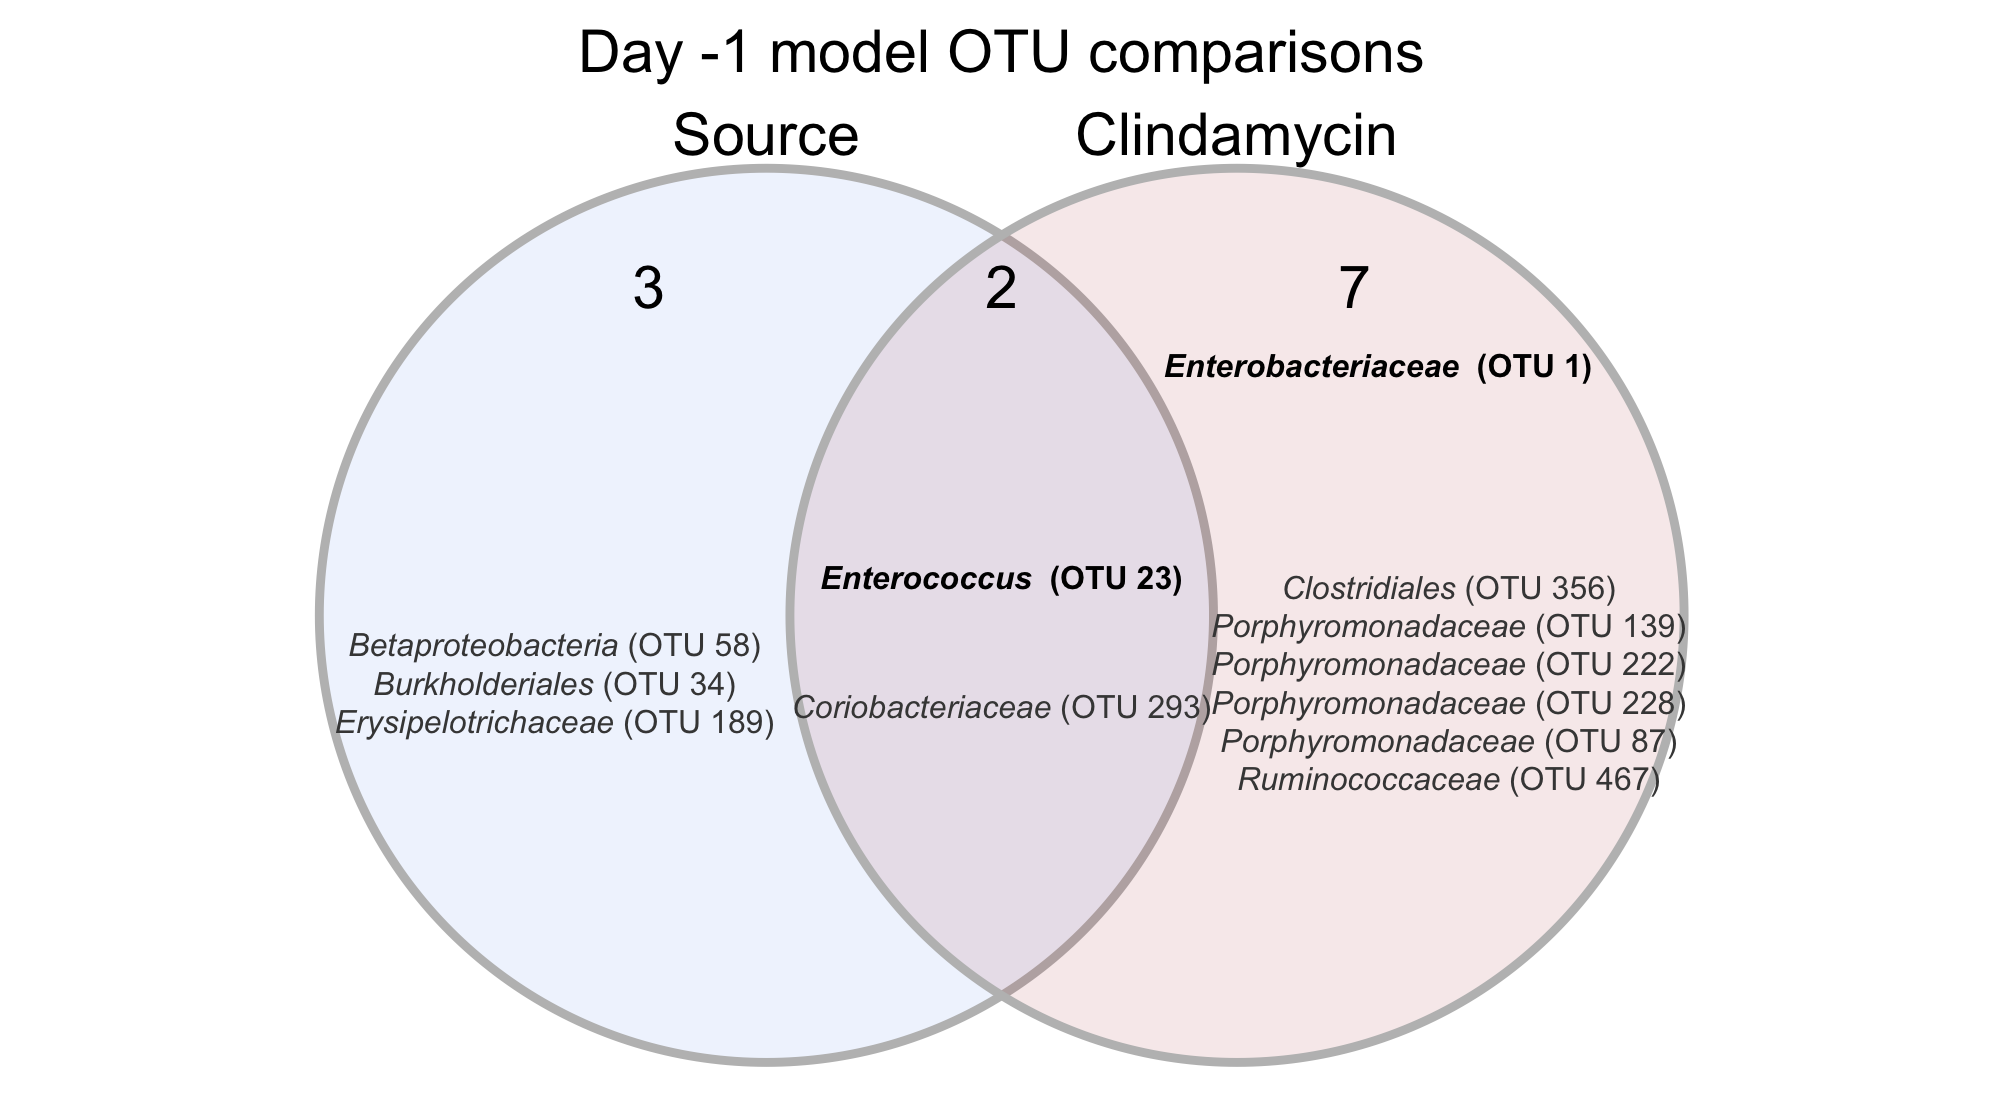 Day -1 model OTU comparisons
Source
Clindamycin
3
2
7
Enterobacteriaceae (OTU 1)
Enterococcus (OTU 23)
Betaproteobacteria (OTU 58)
Burkholderiales (OTU 34)
Erysipelotrichaceae (OTU 189)
Coriobacteriaceae (OTU 293)
Clostridiales (OTU 356)
Porphyromonadaceae (OTU 139)
Porphyromonadaceae (OTU 222)
Porphyromonadaceae (OTU 228)
Porphyromonadaceae (OTU 87)
Ruminococcaceae (OTU 467)